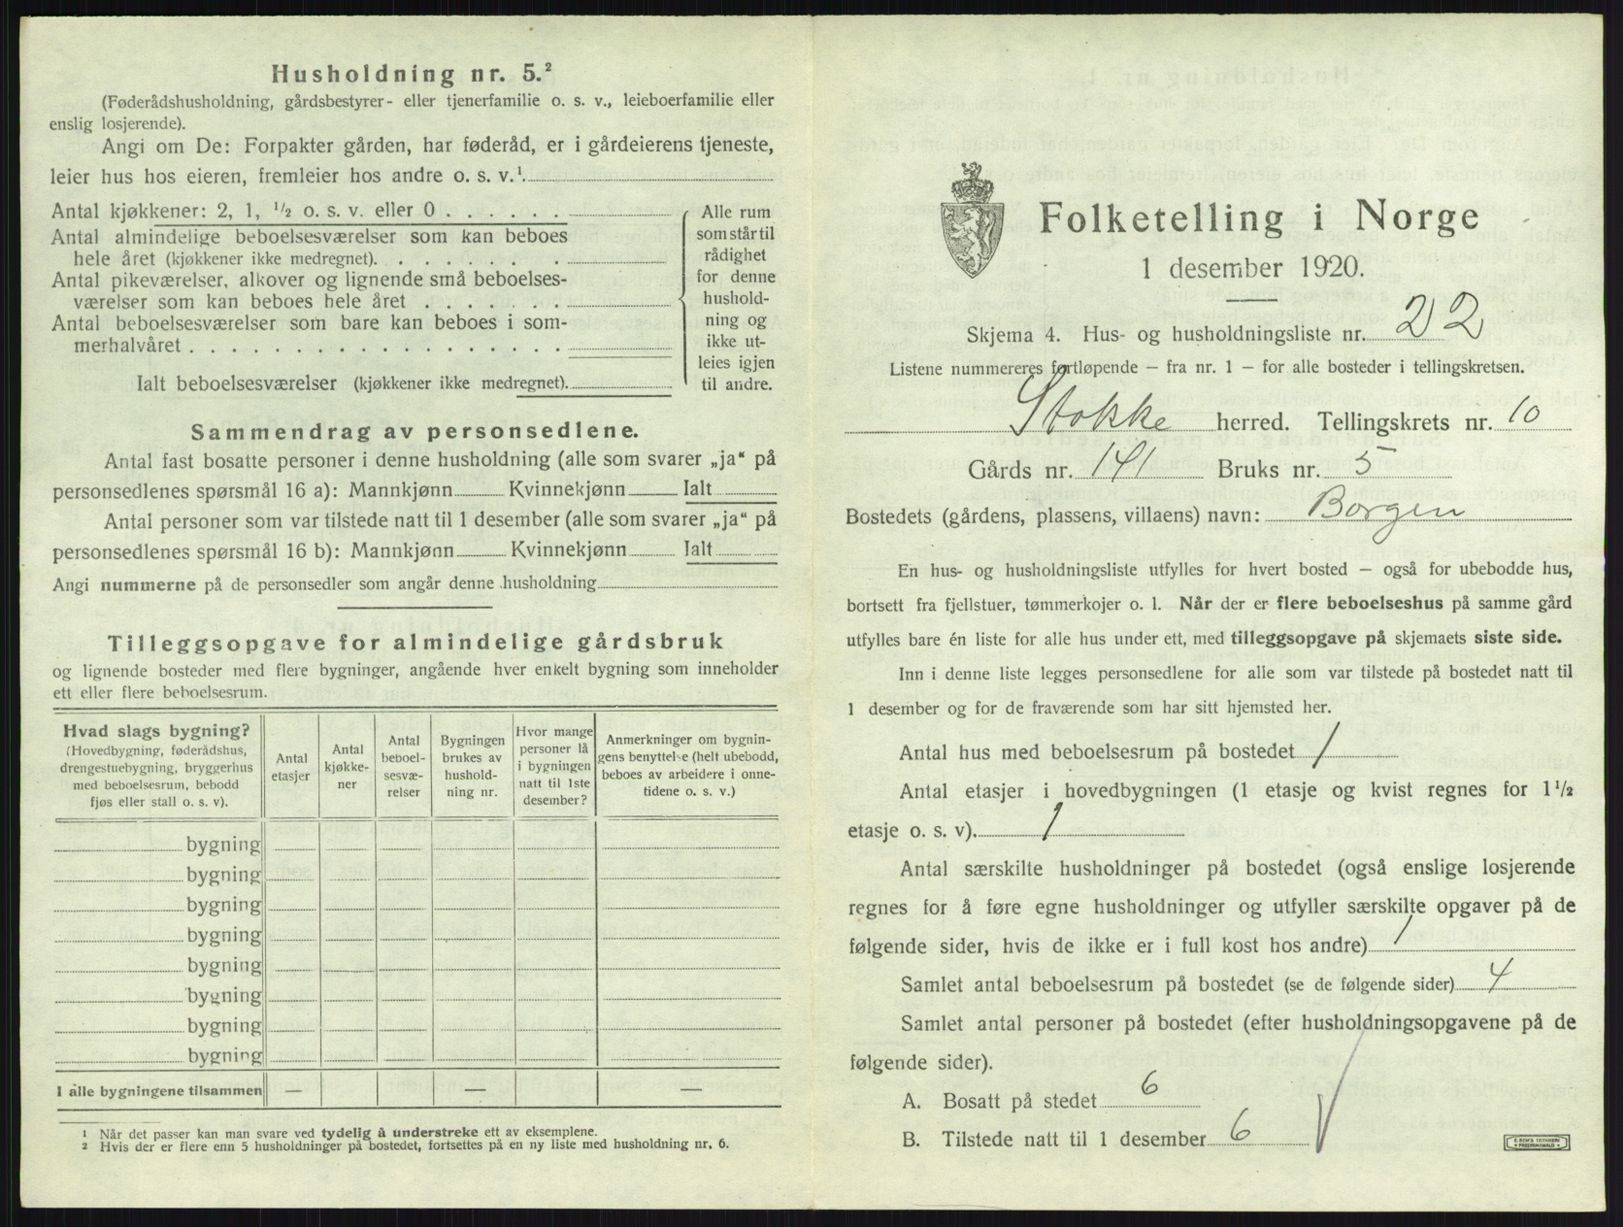 Husholdning nr. 5.²
(Føderådshusholdning, gårdsbestyrer- eller tjenerfamilie o. s. v., leieboerfamilie eller
enslig losjerende).
Angi om De: Forpakter gården, har føderåd, er i gårdeierens tjeneste,
leier hus hos eieren, fremleier hos andre o. s. v.¹
Antal kjøkkener: 2, 1, ½ o. s. v. eller 0 . . . . . .
Antal almindelige beboelsesværelser som kan beboes
hele året (kjøkkener ikke medregnet). . . . . . . .
Antal pikeværelser, alkover og lignende små beboelses-
værelser som kan beboes hele året . . . . . . .
Antal beboelsesværelser som bare kan beboes i som-
merhalvåret . . . . . . . . . . . . . . . . . .
Ialt beboelsesværelser (kjøkkener ikke medregnet).
Alle rum
som står til
rådighet
for denne
hushold-
ning og
ikke ut-
leies igjen
til andre.
Sammendrag av personsedlene.
Antal fast bosatte personer i denne husholdning (alle som svarer „ja“ på
personsedlenes spørsmål 16 a): Mannkjønn Kvinnekjønn Ialt
Antal personer som var tilstede natt til 1 desember (alle som svarer „ja“ på
personsedlenes spørsmål 16 b): Mannkjønn Kvinnekjønn Ialt
Angi nummerne på de personsedler som angår denne husholdning
Tilleggsopgave for almindelige gårdsbruk
og lignende bosteder med flere bygninger, angående hver enkelt bygning som inneholder
ett eller flere beboelsesrum.
Hvad slags bygning?
(Hovedbygning, føderådshus,
drengestuebygning, bryggerhus
med beboelsesrum, bebodd
fjøs eller stall o. s. v).
Antal
etasjer
Antal
kjøkke-
ner
Antal
beboel-
sesvæ-
relser
Bygningen
brukes av
hushold-
ning nr.
Hvor mange
personer lå
i bygningen
natt til 1ste
desember?
Anmerkninger om bygnin-
gens benyttelse (helt ubebodd,
beboes av arbeidere i onne-
tidene o. s. v.)
bygning
bygning
bygning
bygning
bygning
bygning
bygning
bygning
I alle bygningene tilsammen — — —
¹ Når det passer kan man svare ved tydelig å understreke ett av eksemplene.
² Hvis der er flere enn 5 husholdninger på bostedet, fortsettes på en ny liste med husholdning nr. 6.
Folketelling i Norge
1 desember 1920.
Skjema 4. Hus- og husholdningsliste nr. 22
Listene nummereres fortløpende — fra nr. 1 — for alle bosteder i tellingskretsen.
Stokke herred. Tellingskrets nr. 10
Gårds nr. 141 Bruks nr. 5
Bostedets (gårdens, plassens, villaens) navn: Borgen
En hus- og husholdningsliste utfylles for hvert bosted — også for ubebodde hus,
bortsett fra fjellstuer, tømmerkojer o. l. Når der er flere beboelseshus på samme gård
utfylles bare én liste for alle hus under ett, med tilleggsopgave på skjemaets siste side.
Inn i denne liste legges personsedlene for alle som var tilstede på bostedet natt til
1 desember og for de fraværende som har sitt hjemsted her.
Antal hus med beboelsesrum på bostedet 1
Antal etasjer i hovedbygningen (1 etasje og kvist regnes for 1½
etasje o. s. v). 1
Antal særskilte husholdninger på bostedet (også enslige losjerende
regnes for å føre egne husholdninger og utfyller særskilte opgaver på de
følgende sider, hvis de ikke er i full kost hos andre) 1
Samlet antal beboelsesrum på bostedet (se de følgende sider) 4
Samlet antal personer på bostedet (efter husholdningsopgavene på de
følgende sider).
A. Bosatt på stedet 6
B. Tilstede natt til 1 desember 6